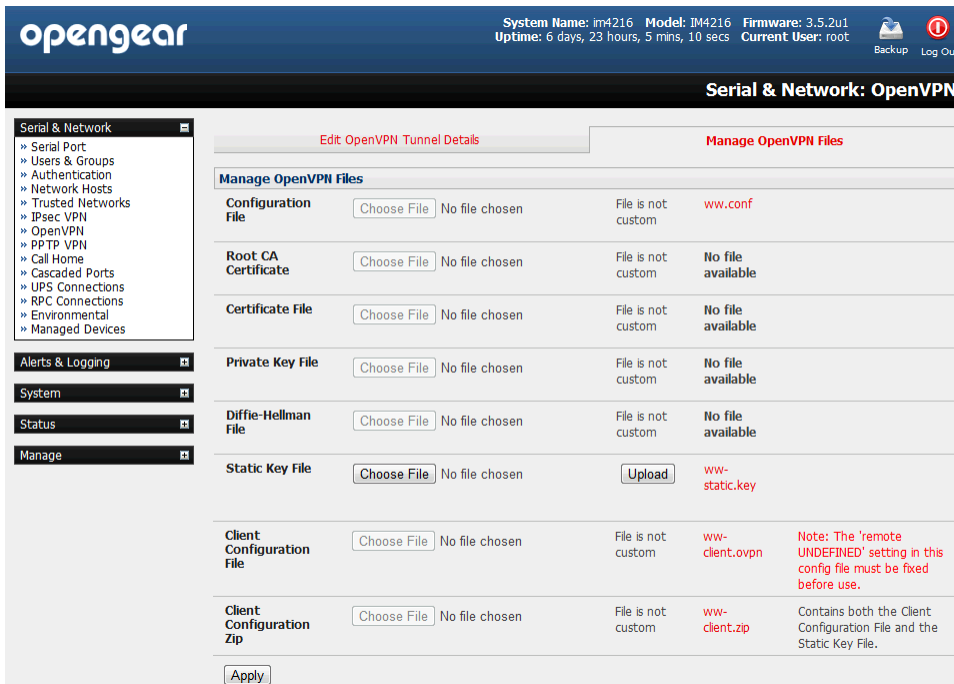 opengear
System Name: im4216 Model: IM4216 Firmware: 3.5.2u1
Uptime: 6 days, 23 hours, 5 mins, 10 secs Current User: root
Backup
Log Ou
Serial & Network: OpenVPN
Serial & Network
» Serial Port
» Users & Groups
» Authentication
» Network Hosts
» Trusted Networks
» IPsec VPN
» OpenVPN
» PPTP VPN
» Call Home
» Cascaded Ports
» UPS Connections
» RPC Connections
» Environmental
» Managed Devices
Alerts & Logging
System
Status
Manage
Edit OpenVPN Tunnel Details
Manage OpenVPN Files
Manage OpenVPN Files
Configuration
File
Choose File No file chosen
File is not
custom
ww.conf
Root CA
Certificate
Choose File No file chosen
File is not
custom
No file
available
Certificate File
Choose File No file chosen
File is not
custom
No file
available
Private Key File
Choose File No file chosen
File is not
custom
No file
available
Diffie-Hellman
File
Choose File No file chosen
File is not
custom
No file
available
Static Key File
Choose File No file chosen
Upload
ww-
static.key
Client
Configuration
File
Choose File No file chosen
File is not
custom
ww-
client.ovpn
Note: The 'remote
UNDEFINED' setting in this
config file must be fixed
before use.
Client
Configuration
Zip
Choose File No file chosen
File is not
custom
ww-
client.zip
Contains both the Client
Configuration File and the
Static Key File.
Apply